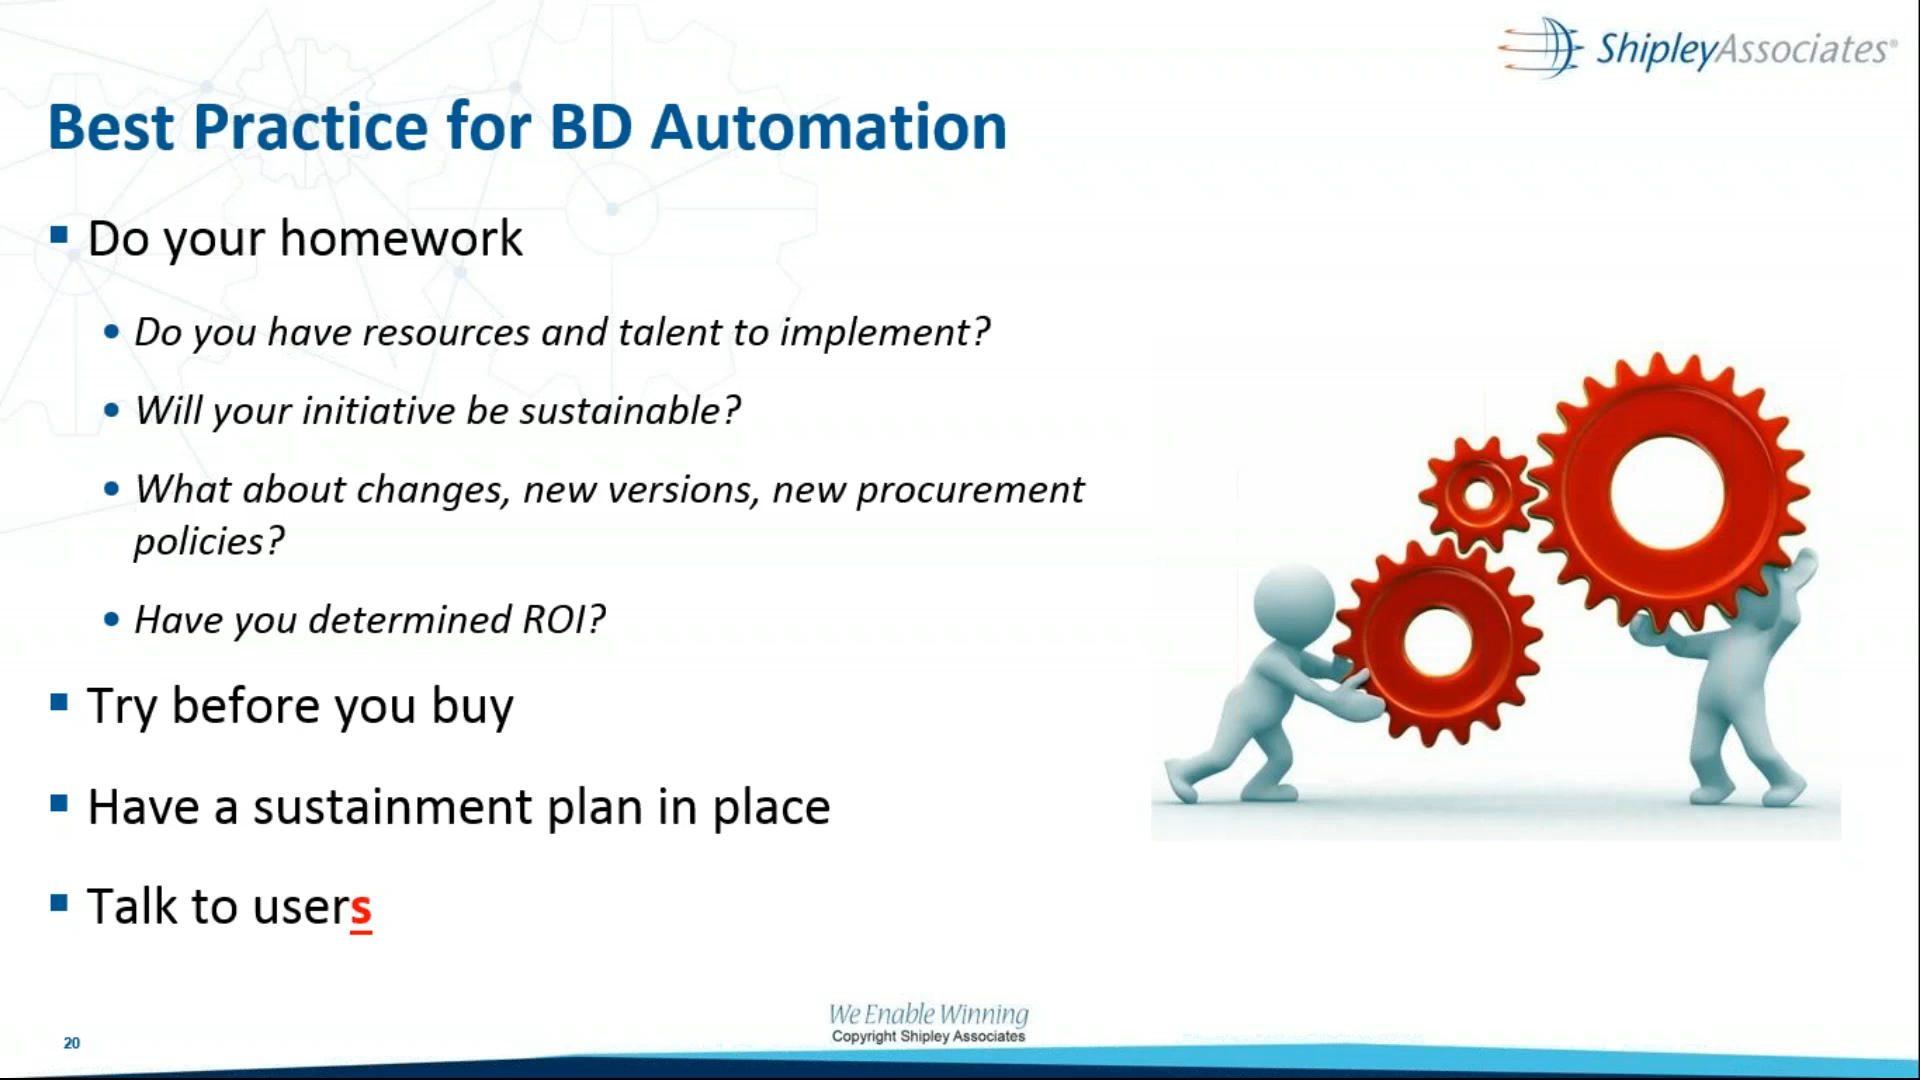 ShipleyAssociates®
Best Practice for BD Automation
Do your homework
Do you have resources and talent to implement?
Will your initiative be sustainable?
What about changes, new versions, new procurement
policies?
Have you determined ROI?
Try before you buy
Have a sustainment plan in place
Talk to users
We Enable Winning
Copyright Shipley Associates
20